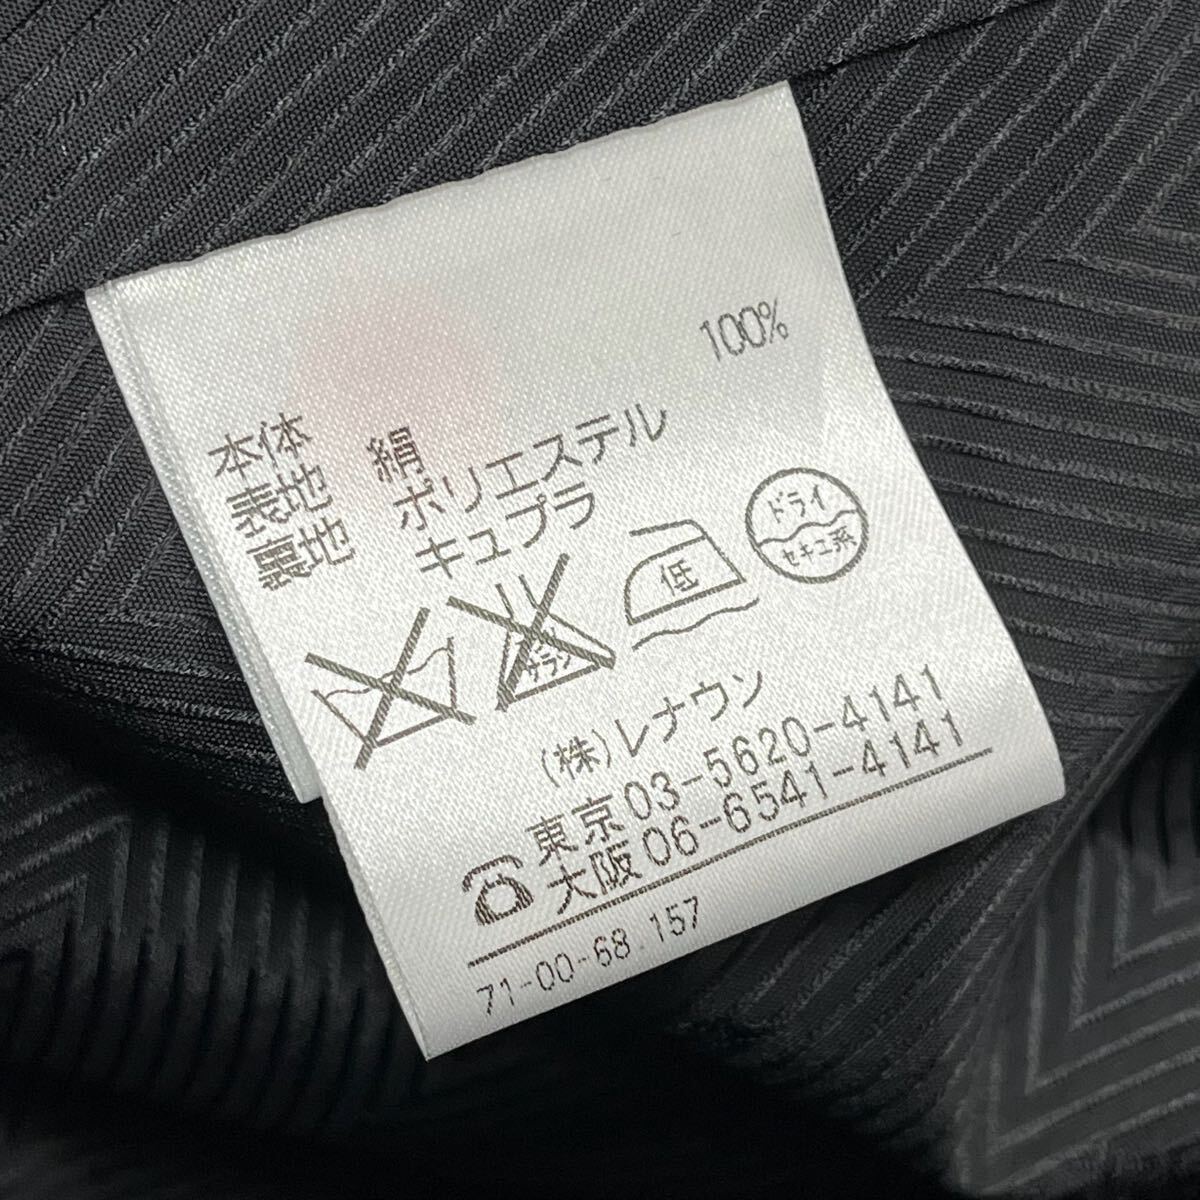 本体 絹 100%
表地 ポリエステル
裏地 キュプラ
低
ドライ
セキユ系
(株)レナウン
東京03-5620-4141
大阪06-6541-4141
71-00-68.157